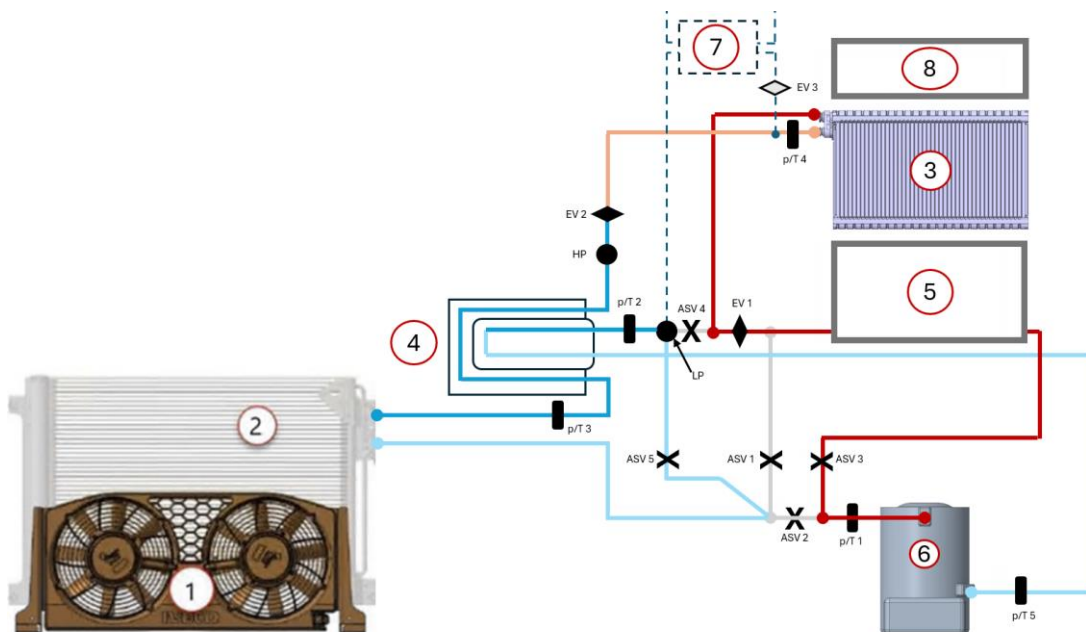 7
8
EV 3
p/T 4
3
EV 2
HP
p/T 2
ASV 4
EV 1
5
4
LP
2
p/T 3
ASV 5
ASV 1
ASV 3
ASV 2
p/T 1
6
1
p/T 5